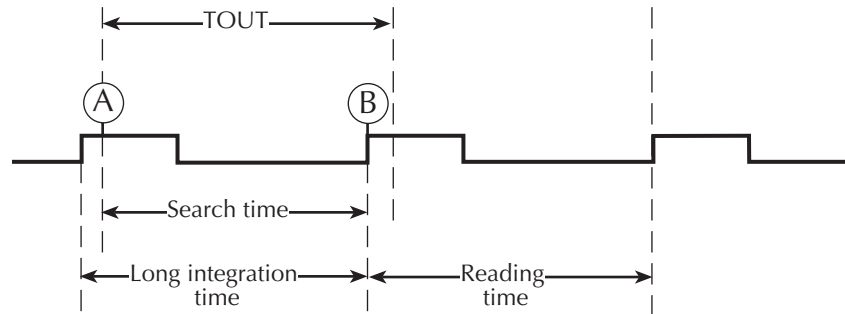 TOUT
A
B
Search time
Long integration
time
Reading
time